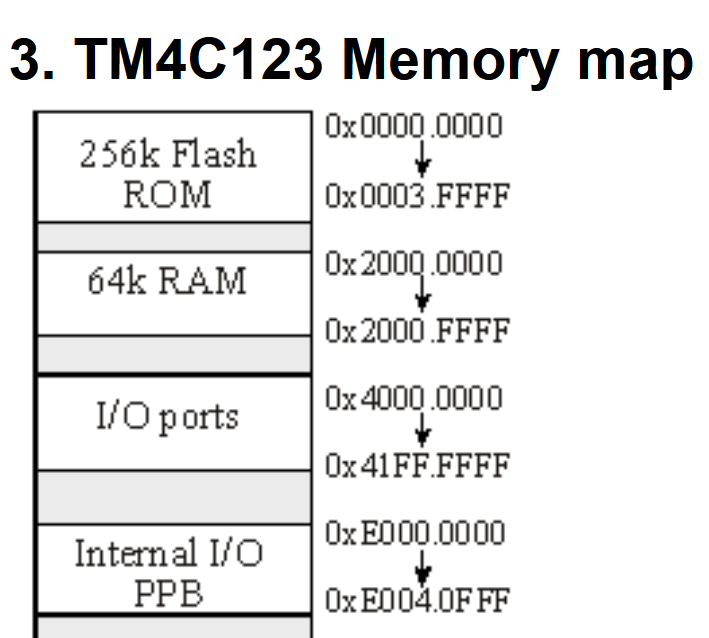 3. TM4C123 Memory map
256k Flash
ROM
0x0000.0000
0x0003.FFFF
64k RAM
0x2000.0000
0x2000.FFFF
I/O ports
0x4000.0000
0x41FF.FFFF
Internal I/O
PPB
0xE000.0000
0xE004.0FFF